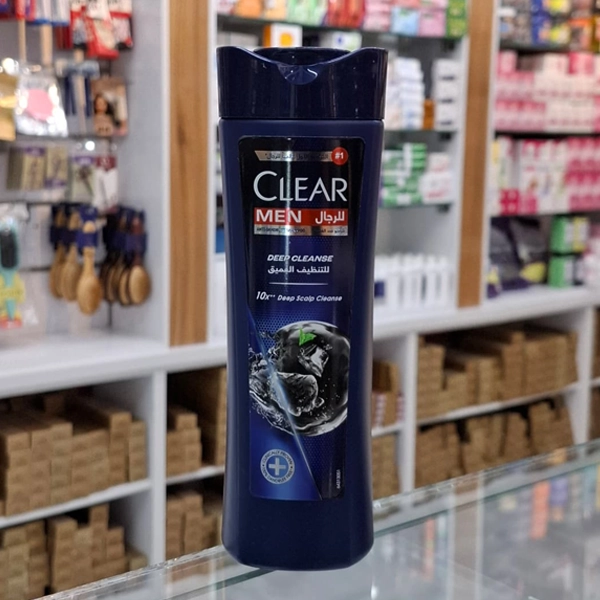 #1
CLEAR
MEN للرجال
DEEP CLEANSE
للتنظيف العميق
10x** Deep Scalp Cleanse